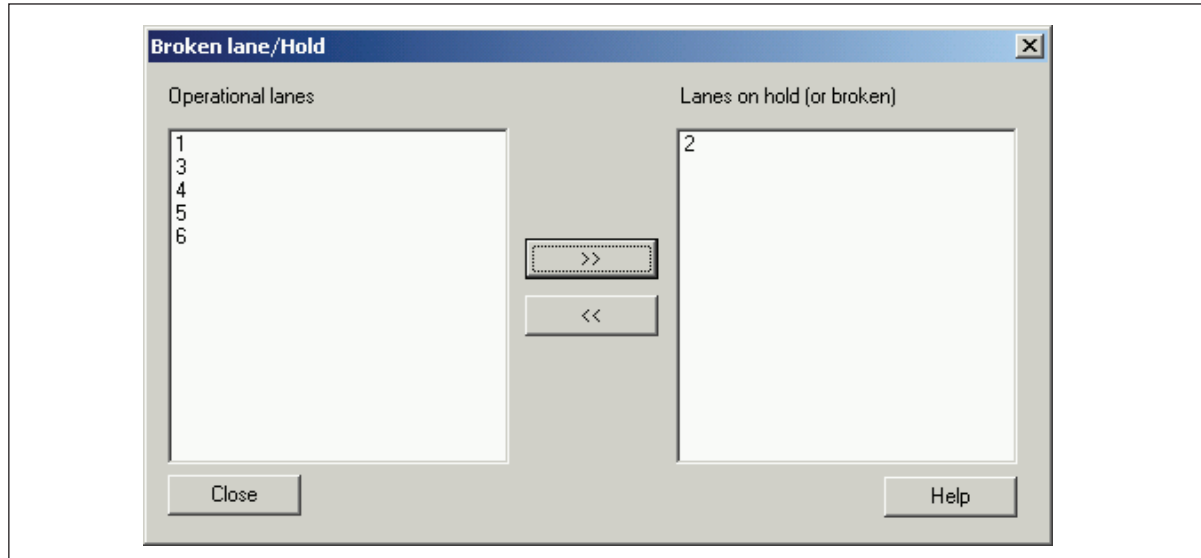 Broken lane/Hold
Operational lanes
1
3
4
5
6
>>
<<
Lanes on hold (or broken)
2
Close
Help